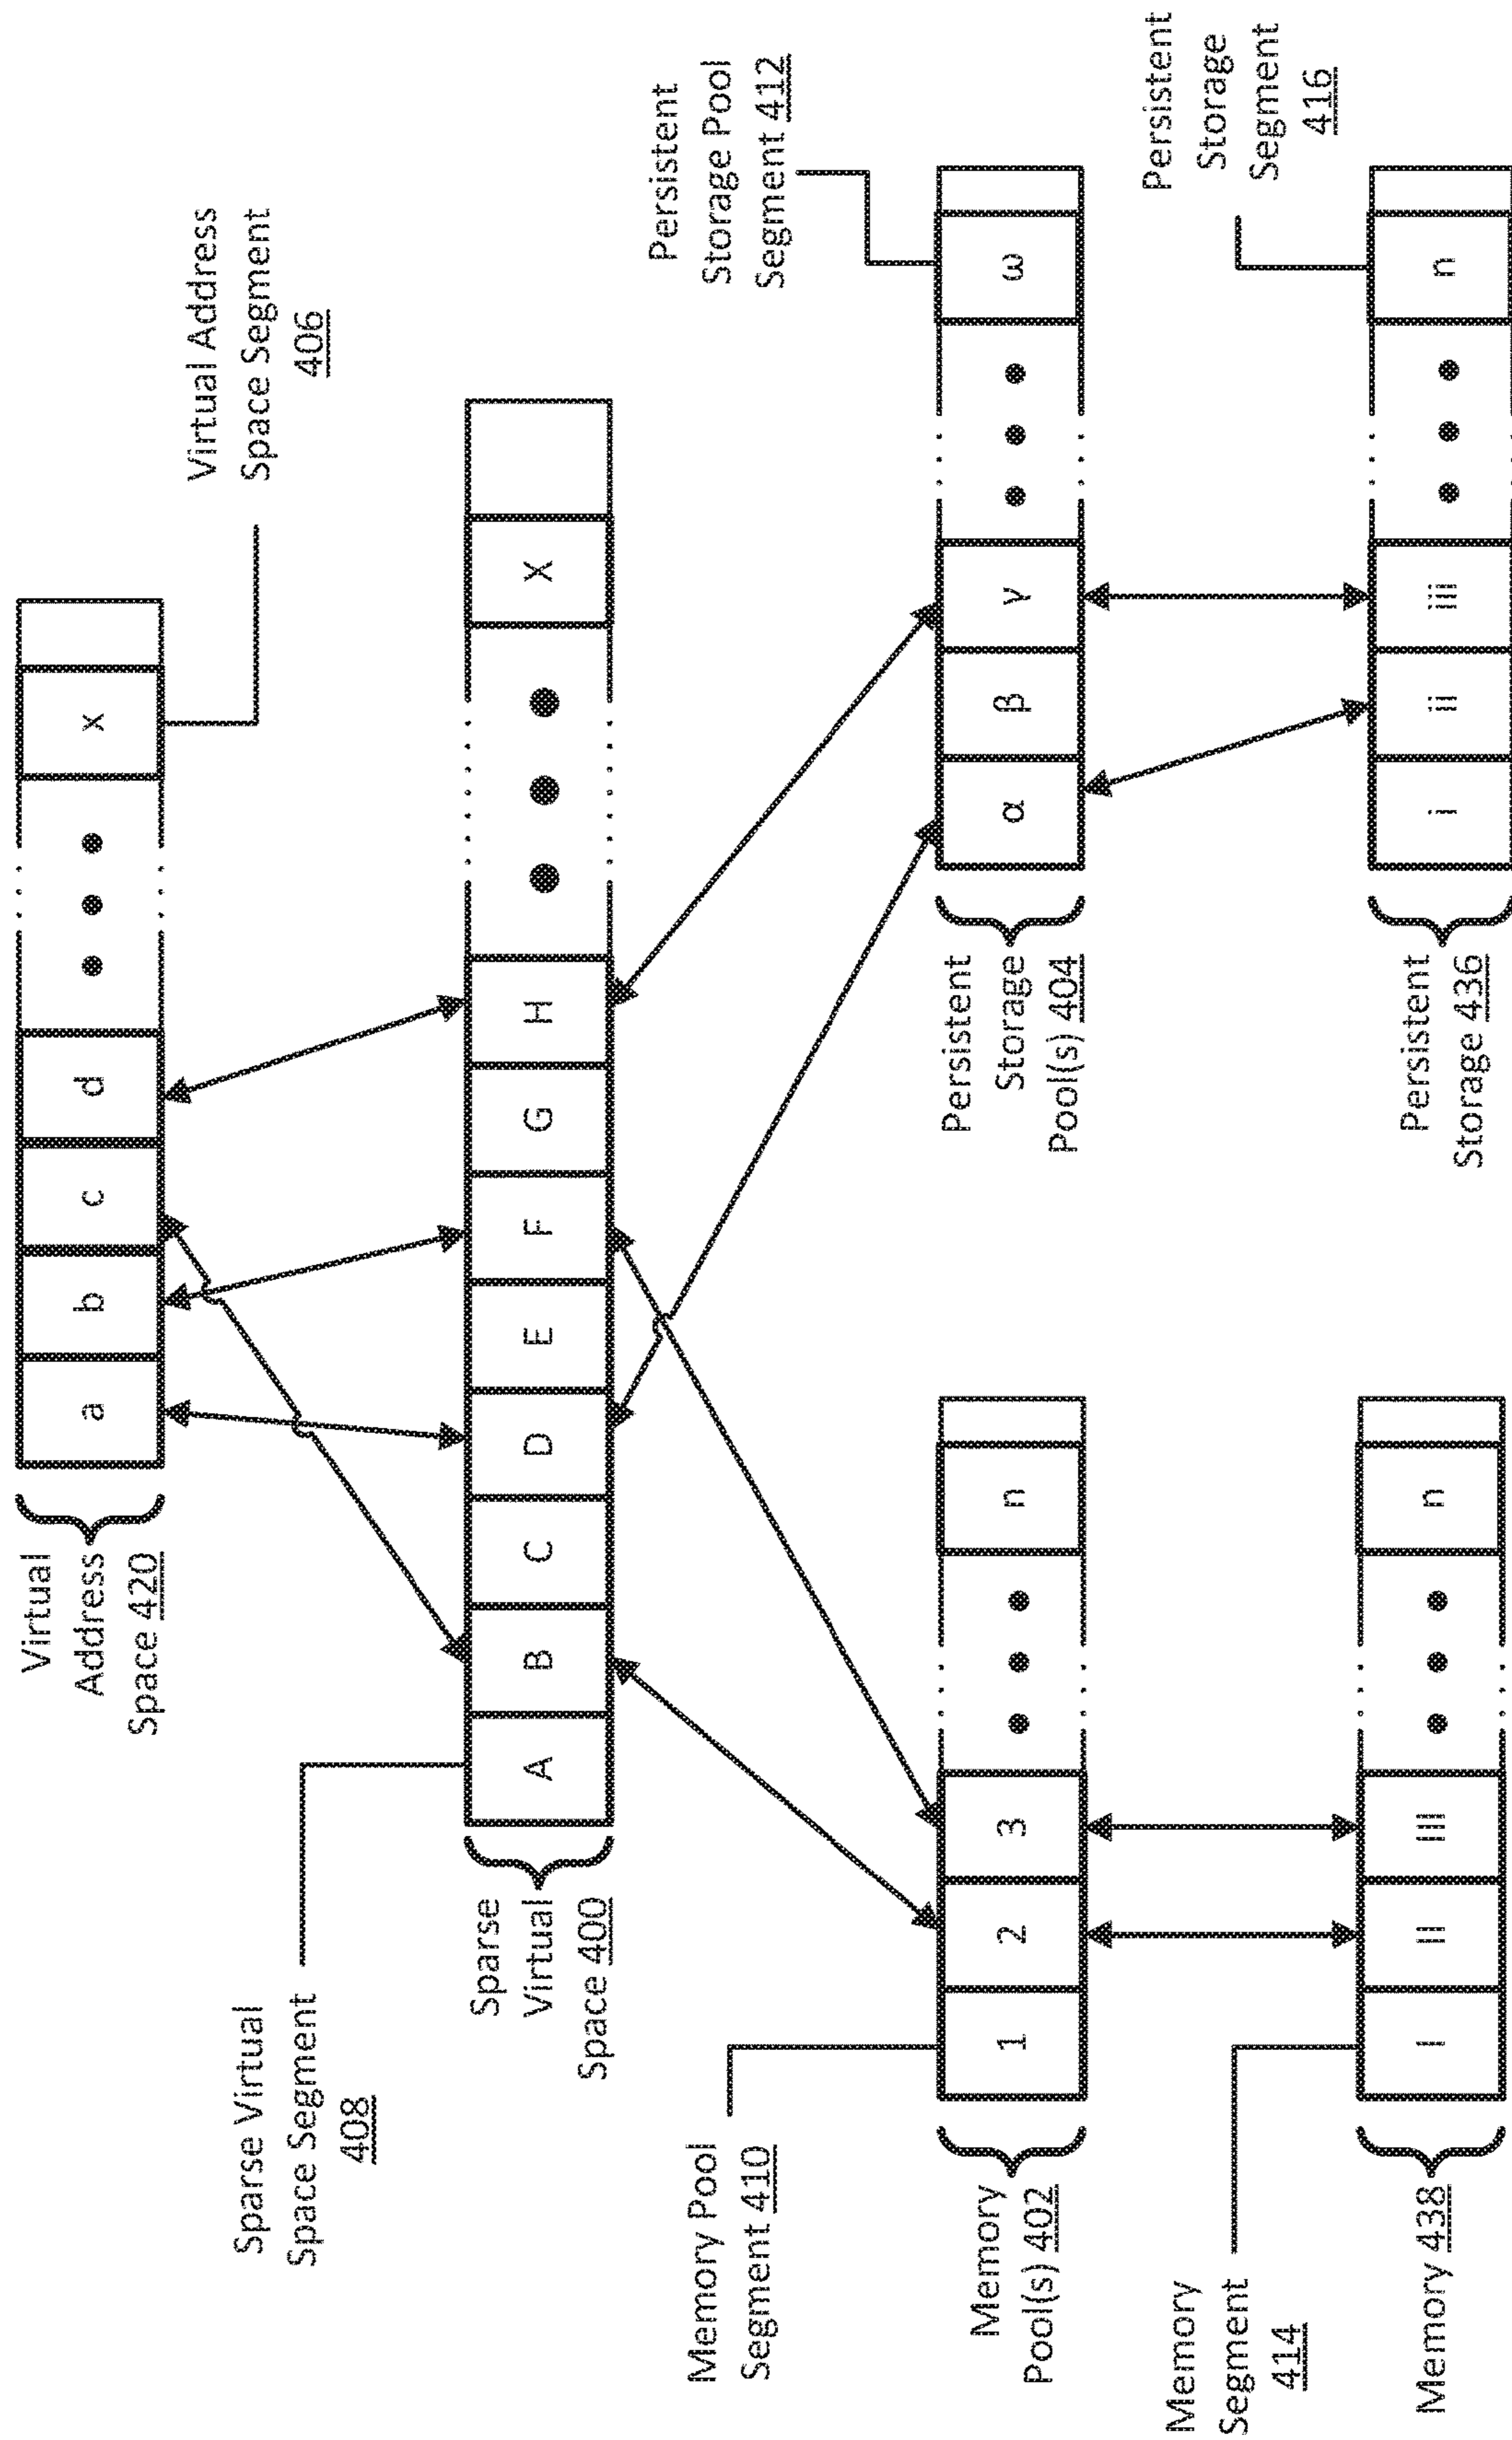 Virtual
Address
Space 420
a
b
c
d
x
Virtual Address
Space Segment
406
Sparse Virtual
Space Segment
408
Sparse
Virtual
Space 400
A
B
C
D
E
F
G
H
X
Memory Pool
Segment 410
Persistent
Storage Pool
Segment 412
Memory
Pool(s) 402
1
2
3
n
Persistent
Storage
Pool(s) 404
α
β
γ
ω
Memory
Segment
414
Persistent
Storage
Segment
416
Memory 438
I
II
III
n
Persistent
Storage 436
i
ii
iii
n